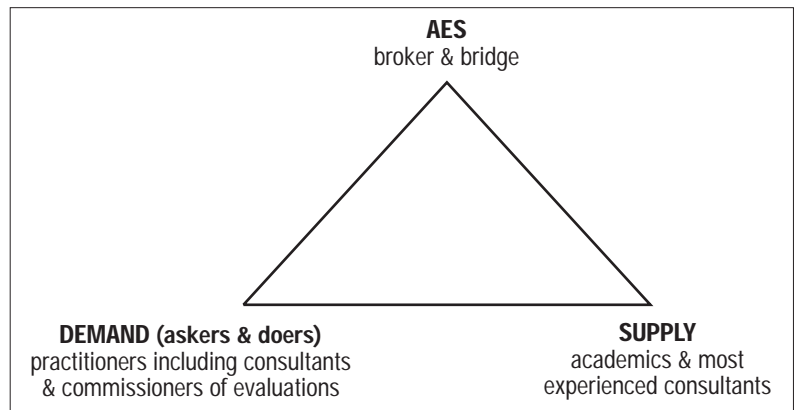 AES
broker & bridge
DEMAND (askers & doers)
practitioners including consultants
& commissioners of evaluations
SUPPLY
academics & most
experienced consultants